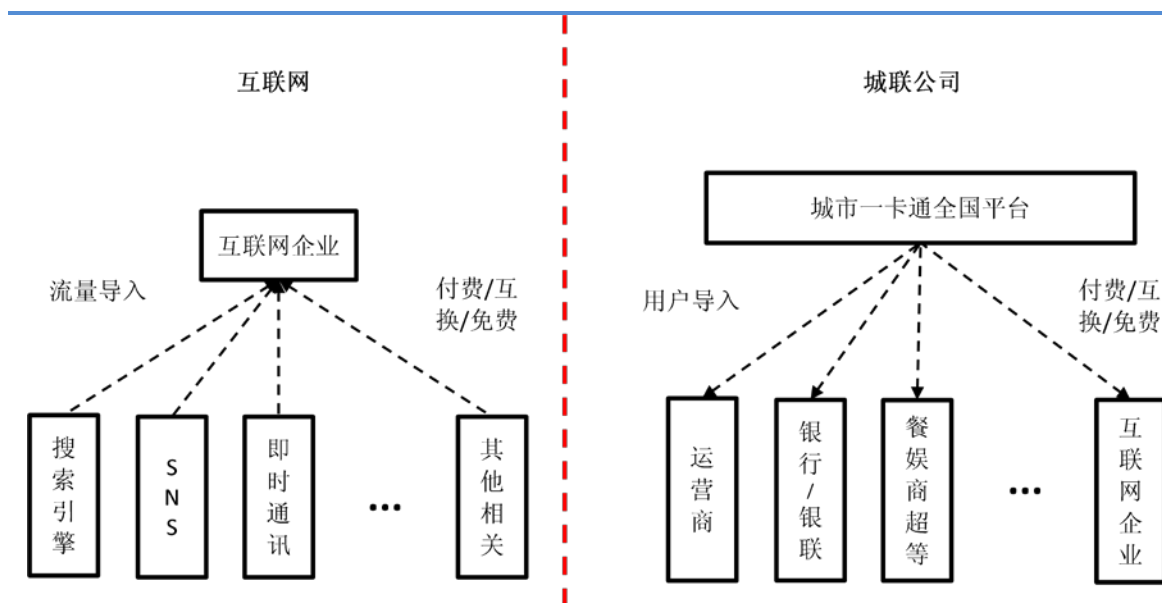 互联网
城联公司
互联网企业
城市一卡通全国平台
流量导入
付费/互
换/免费
用户导入
付费/互
换/免费
搜索引擎
SNS
即时通讯
...
其他相关
运营商
银行/银联
餐娱商超等
...
互联网企业